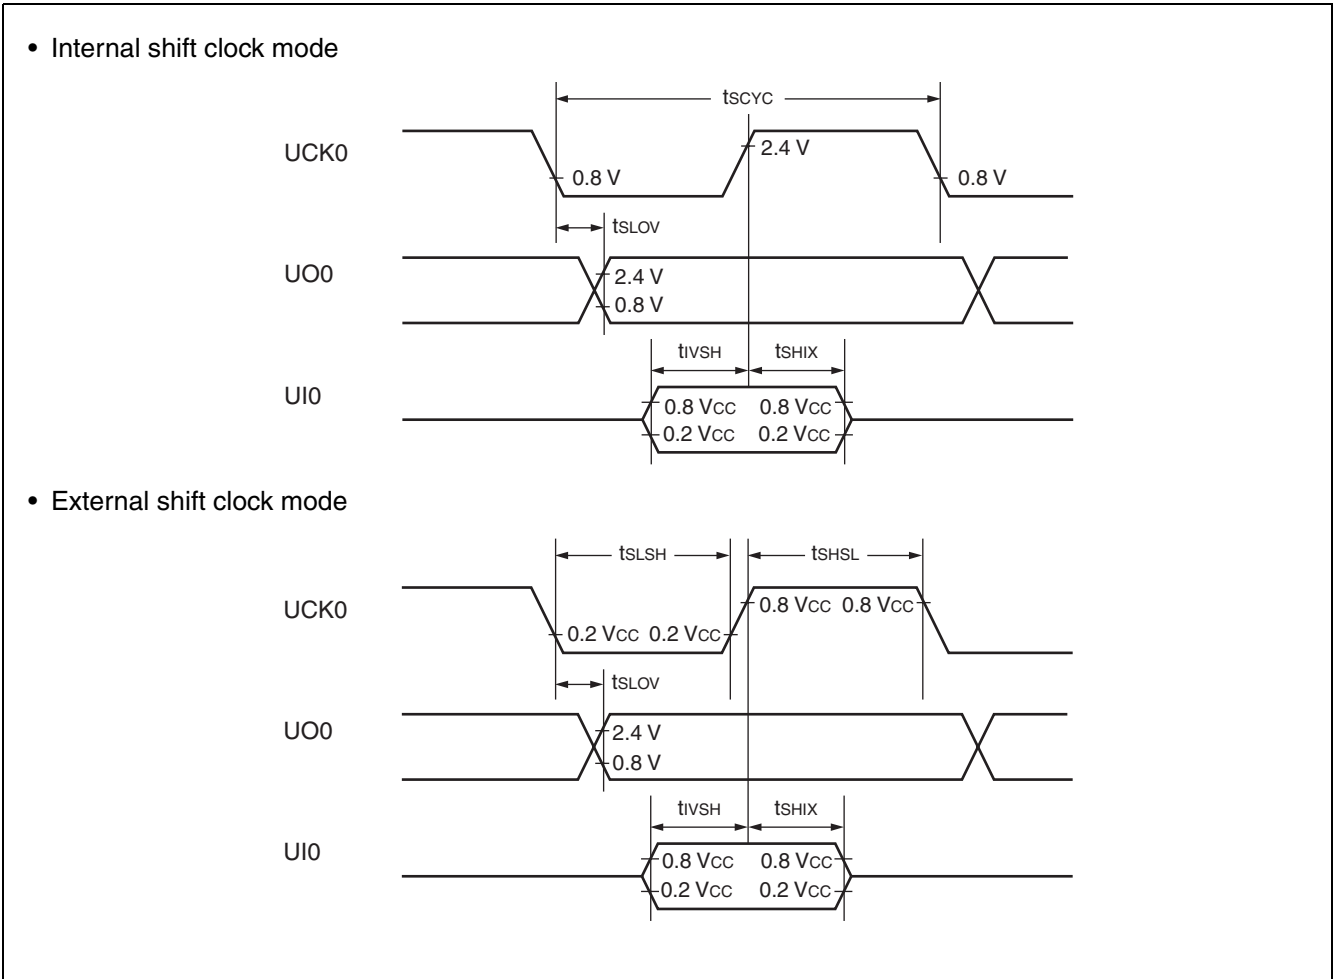 • Internal shift clock mode
tSCYC
UCK0
2.4 V
0.8 V
0.8 V
tSLOV
UO0
2.4 V
0.8 V
tIVSH
tSHIX
UI0
0.8 VCC 0.8 VCC
0.2 VCC 0.2 VCC
• External shift clock mode
tSLSH
tSHSL
UCK0
0.8 VCC 0.8 VCC
0.2 VCC 0.2 VCC
tSLOV
UO0
2.4 V
0.8 V
tIVSH
tSHIX
UI0
0.8 VCC 0.8 VCC
0.2 VCC 0.2 VCC